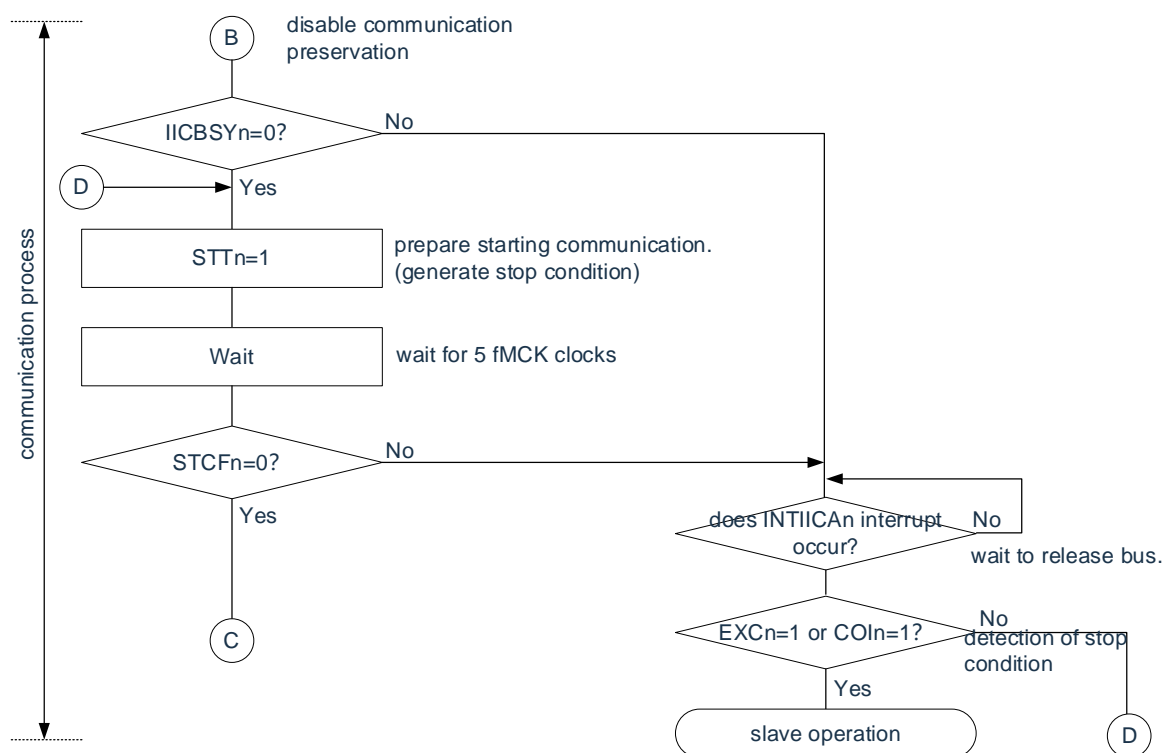 B
disable communication
preservation
IICBSYn=0?
No
D
Yes
STTn=1
prepare starting communication.
(generate stop condition)
communication process
Wait
wait for 5 fMCK clocks
STCFn=0?
No
Yes
does INTIICAn interrupt
occur?
No
wait to release bus.
C
EXCn=1 or COIn=1?
No
detection of stop
condition
Yes
slave operation
D